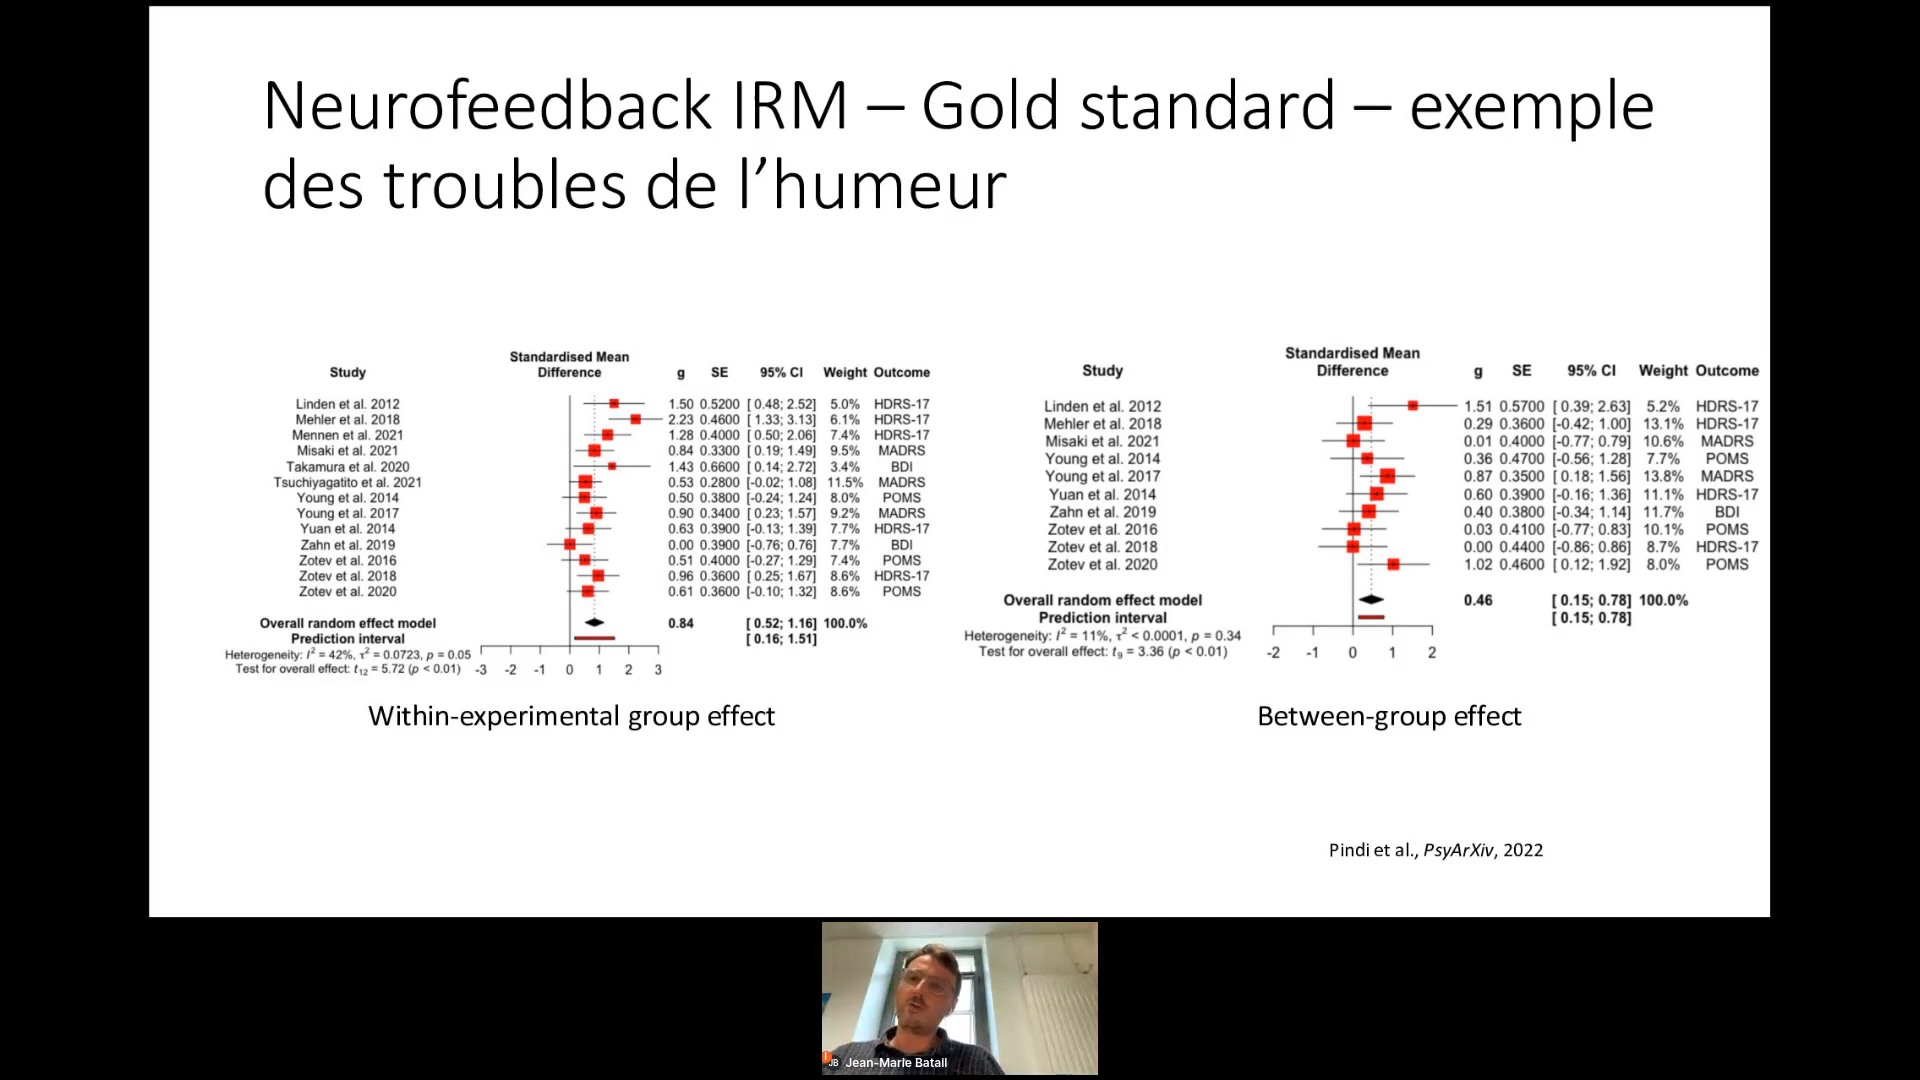 Neurofeedback IRM – Gold standard – exemple
des troubles de l’humeur
Standardised Mean
Study Difference g SE 95% CI Weight Outcome
Linden et al. 2012 1.50 0.5200 [ 0.48; 2.52] 5.0% HDRS-17
Mehler et al. 2018 2.23 0.4600 [ 1.33; 3.13] 6.1% HDRS-17
Mennen et al. 2021 1.28 0.4000 [ 0.50; 2.06] 7.4% HDRS-17
Misaki et al. 2021 0.84 0.3300 [ 0.19; 1.49] 9.5% MADRS
Takamura et al. 2020 1.43 0.6600 [ 0.14; 2.72] 3.4% BDI
Tsuchiyagatito et al. 2021 0.53 0.2800 [-0.02; 1.08] 11.5% MADRS
Young et al. 2014 0.50 0.3800 [-0.24; 1.24] 8.0% POMS
Young et al. 2017 0.90 0.3400 [ 0.23; 1.57] 9.2% MADRS
Yuan et al. 2014 0.63 0.3900 [-0.13; 1.39] 7.7% HDRS-17
Zahn et al. 2019 0.00 0.3900 [-0.76; 0.76] 7.7% BDI
Zotev et al. 2016 0.51 0.4000 [-0.27; 1.29] 7.4% POMS
Zotev et al. 2018 0.96 0.3600 [ 0.25; 1.67] 8.6% HDRS-17
Zotev et al. 2020 0.61 0.3600 [-0.10; 1.32] 8.6% POMS
Overall random effect model 0.84 [ 0.52; 1.16] 100.0%
Prediction interval [ 0.16; 1.51]
Heterogeneity: I² = 42%, τ² = 0.0723, p = 0.05
Test for overall effect: t₁₂ = 5.72 (p < 0.01) -3 -2 -1 0 1 2 3
Within-experimental group effect
Standardised Mean
Study Difference g SE 95% CI Weight Outcome
Linden et al. 2012 1.51 0.5700 [ 0.39; 2.63] 5.2% HDRS-17
Mehler et al. 2018 0.29 0.3600 [-0.42; 1.00] 13.1% HDRS-17
Misaki et al. 2021 0.01 0.4000 [-0.77; 0.79] 10.6% MADRS
Young et al. 2014 0.36 0.4700 [-0.56; 1.28] 7.7% POMS
Young et al. 2017 0.87 0.3500 [ 0.18; 1.56] 13.8% MADRS
Yuan et al. 2014 0.60 0.3900 [-0.16; 1.36] 11.1% HDRS-17
Zahn et al. 2019 0.40 0.3800 [-0.34; 1.14] 11.7% BDI
Zotev et al. 2016 0.03 0.4100 [-0.77; 0.83] 10.1% POMS
Zotev et al. 2018 0.00 0.4400 [-0.86; 0.86] 8.7% HDRS-17
Zotev et al. 2020 1.02 0.4600 [ 0.12; 1.92] 8.0% POMS
Overall random effect model 0.46 [ 0.15; 0.78] 100.0%
Prediction interval [ 0.15; 0.78]
Heterogeneity: I² = 11%, τ² < 0.0001, p = 0.34
Test for overall effect: t₉ = 3.36 (p < 0.01) -2 -1 0 1 2
Between-group effect
Pindi et al., PsyArXiv, 2022
JB Jean-Marie Batail